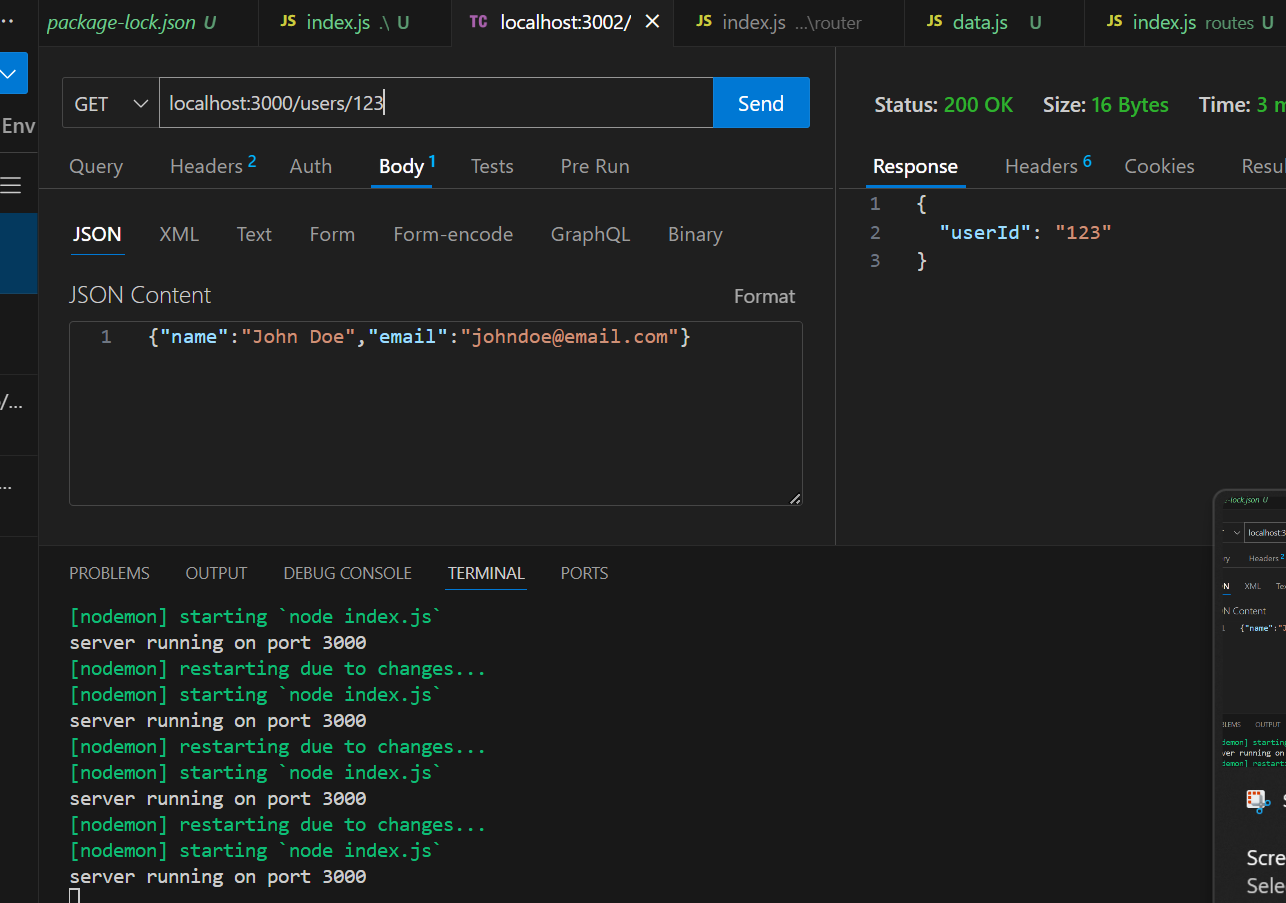 package-lock.json U JS index.js .\ U TC localhost:3002/ × JS index.js ...\router JS data.js U JS index.js routes U
GET localhost:3000/users/123 Send
Status: 200 OK Size: 16 Bytes Time: 3 m
Env
Query Headers 2 Auth Body 1 Tests Pre Run
Response Headers 6 Cookies Resul
JSON XML Text Form Form-encode GraphQL Binary
1 {
2 "userId": "123"
3 }
JSON Content Format
1 {"name":"John Doe","email":"johndoe@email.com"}
/...
...
PROBLEMS OUTPUT DEBUG CONSOLE TERMINAL PORTS
[nodemon] starting `node index.js`
server running on port 3000
[nodemon] restarting due to changes...
[nodemon] starting `node index.js`
server running on port 3000
[nodemon] restarting due to changes...
[nodemon] starting `node index.js`
server running on port 3000
[nodemon] restarting due to changes...
[nodemon] starting `node index.js`
server running on port 3000
-lock.json U
localhost:3
ry Headers 2
N XML Te
N Content
1 {"name":"J
LEMS OUTPUT
demon] starting
ver running on
demon] restart
S
Scre
Sele